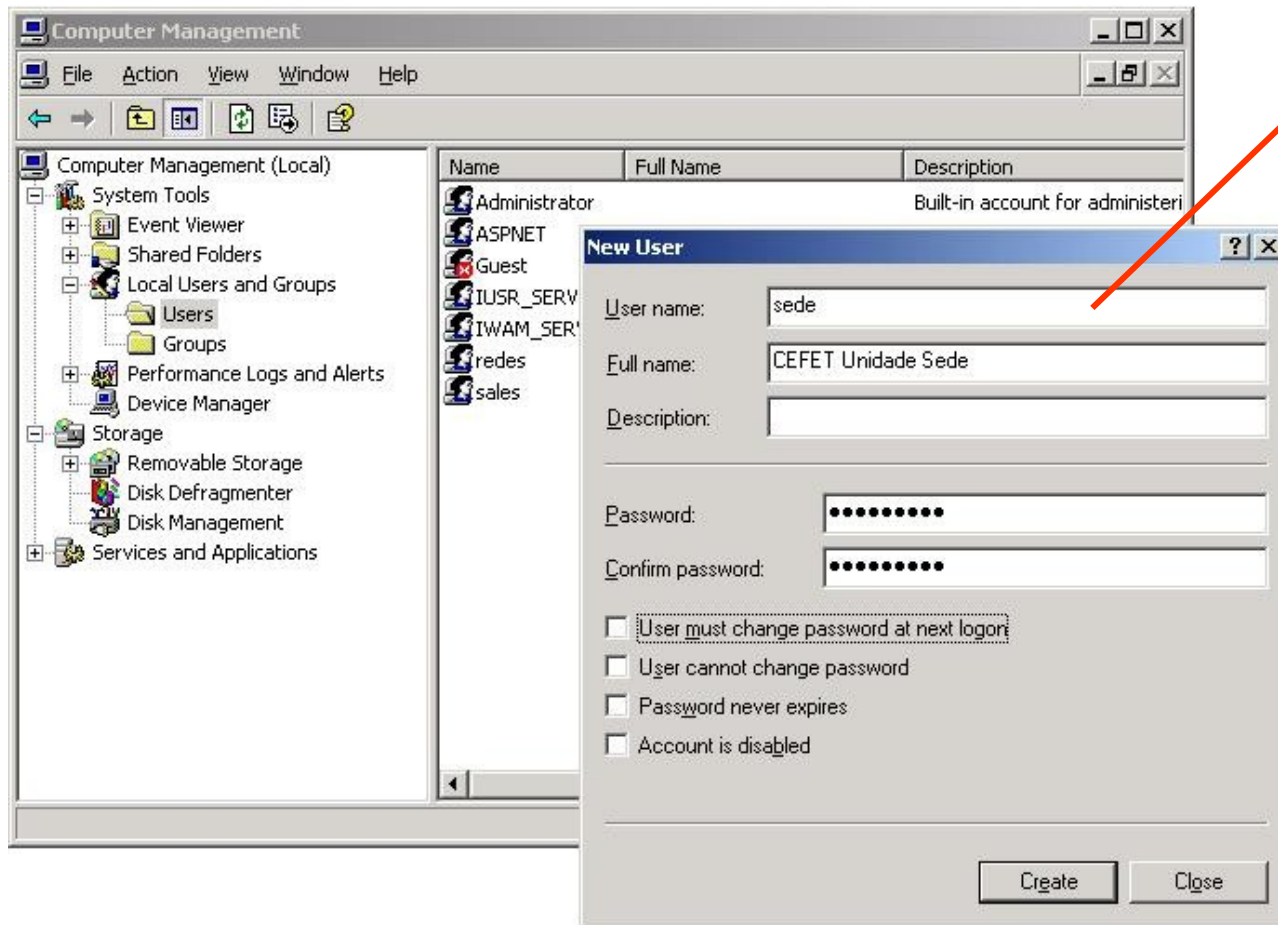 Computer Management
File Action View Window Help
Computer Management (Local)
System Tools
Event Viewer
Shared Folders
Local Users and Groups
Users
Groups
Performance Logs and Alerts
Device Manager
Storage
Removable Storage
Disk Defragmenter
Disk Management
Services and Applications
Name Full Name Description
Administrator Built-in account for administeri
ASPNET
Guest
IUSR_SERV
IWAM_SER
redes
sales
New User
User name: sede
Full name: CEFET Unidade Sede
Description:
Password: •••••••••
Confirm password: •••••••••
User must change password at next logon
User cannot change password
Password never expires
Account is disabled
Create Close